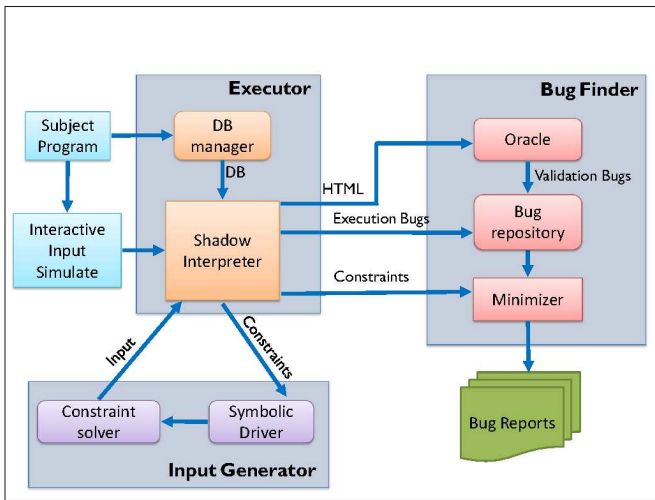 Executor
Bug Finder
Subject
Program
DB
manager
Oracle
DB
HTML
Validation Bugs
Interactive
Input
Simulate
Shadow
Interpreter
Execution Bugs
Bug
repository
Constraints
Minimizer
Input
Constraints
Constraint
solver
Symbolic
Driver
Input Generator
Bug Reports